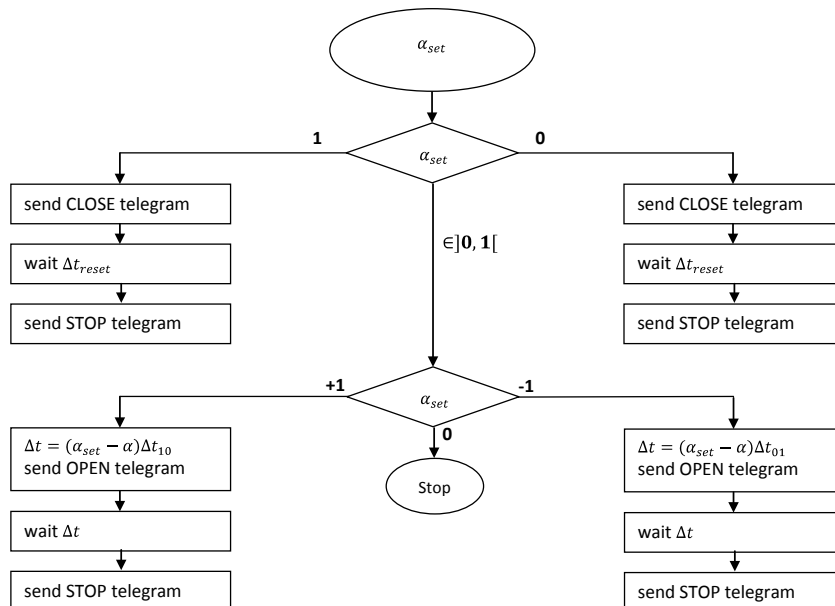 α_set
1
0
α_set
send CLOSE telegram
send CLOSE telegram
∈]0, 1[
wait Δt_reset
wait Δt_reset
send STOP telegram
send STOP telegram
+1
-1
α_set
0
Δt = (α_set − α)Δt_10
send OPEN telegram
Δt = (α_set − α)Δt_01
send OPEN telegram
Stop
wait Δt
wait Δt
send STOP telegram
send STOP telegram